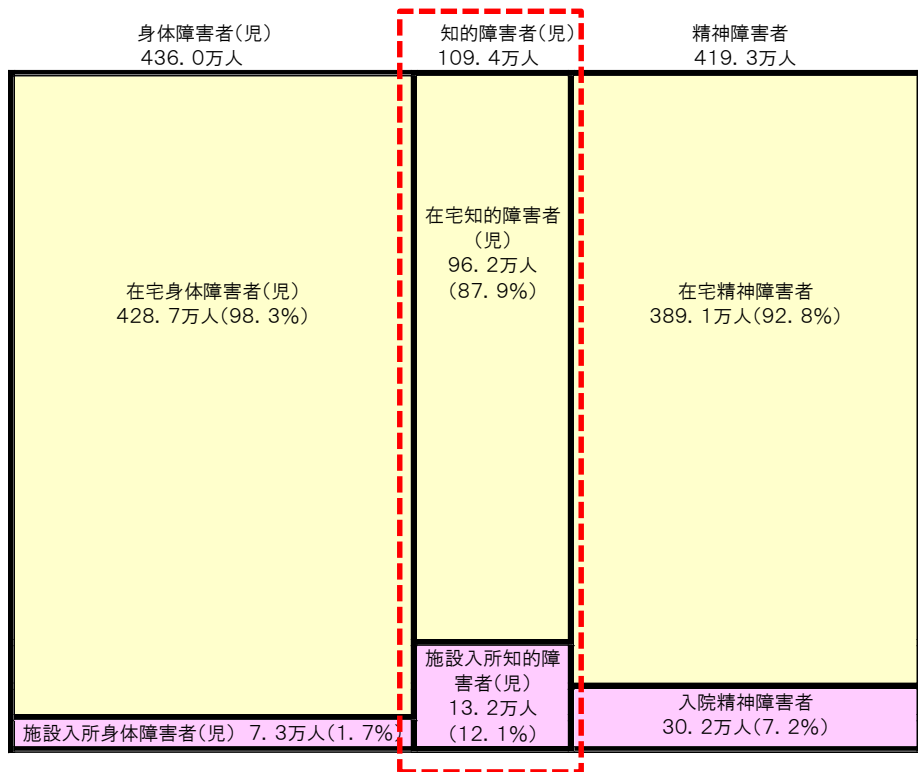 身体障害者(児)
436.0万人
知的障害者(児)
109.4万人
精神障害者
419.3万人
在宅身体障害者(児)
428.7万人(98.3%)
在宅知的障害者
(児)
96.2万人
(87.9%)
在宅精神障害者
389.1万人(92.8%)
施設入所身体障害者(児) 7.3万人(1.7%)
施設入所知的障
害者(児)
13.2万人
(12.1%)
入院精神障害者
30.2万人(7.2%)